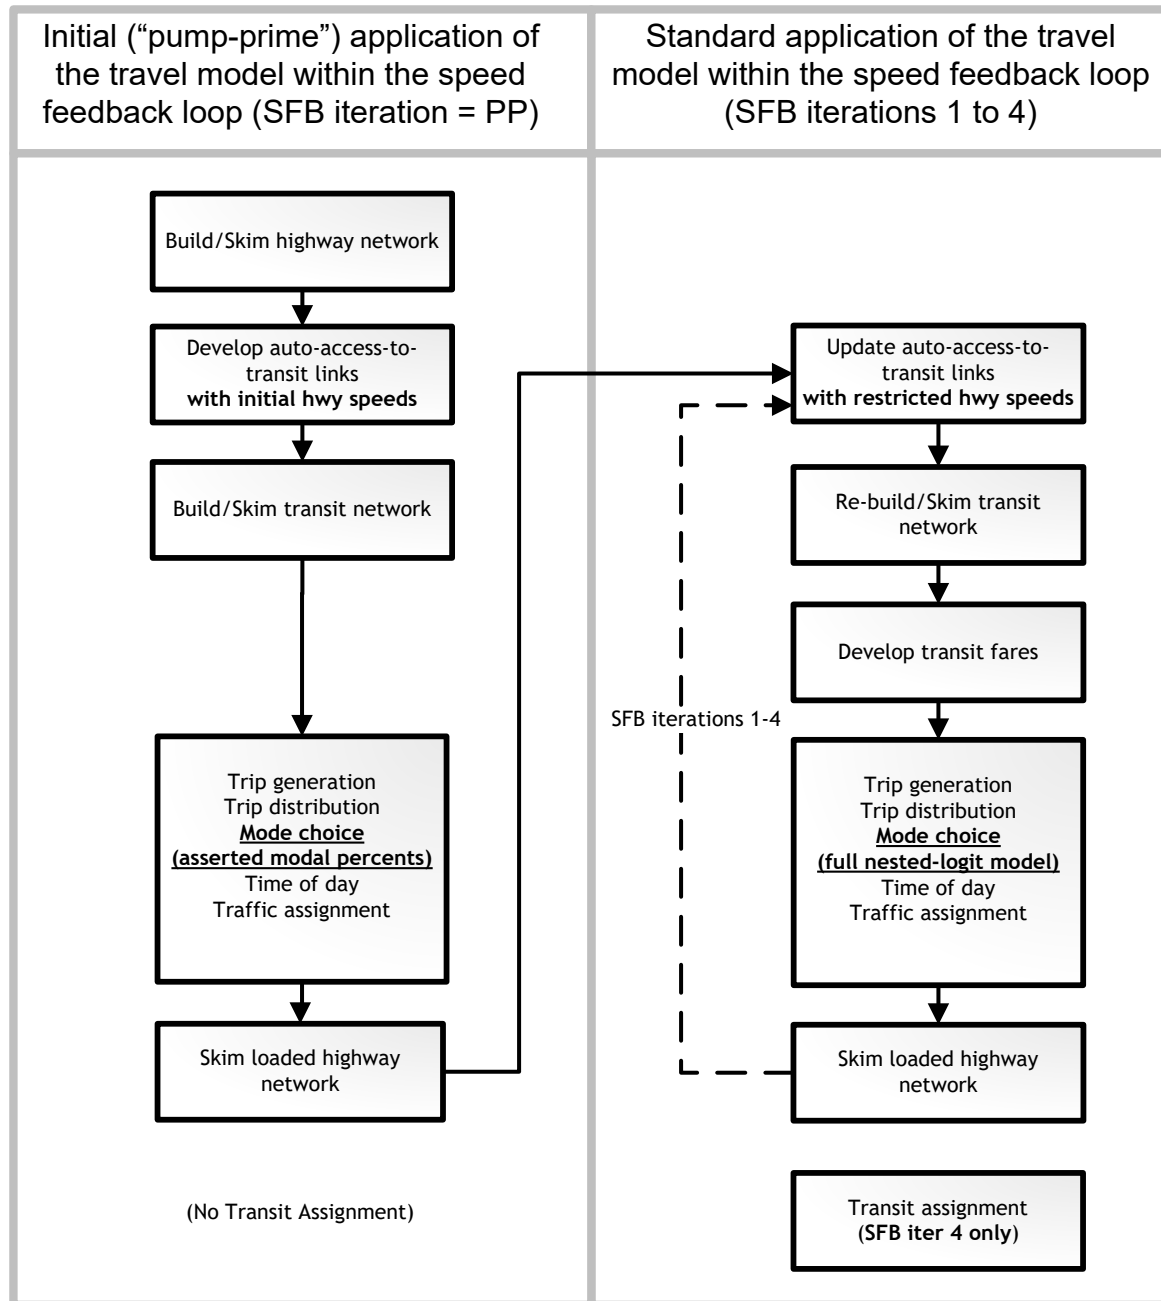 Initial (“pump-prime”) application of
the travel model within the speed
feedback loop (SFB iteration = PP)
Standard application of the travel
model within the speed feedback loop
(SFB iterations 1 to 4)
Build/Skim highway network
Develop auto-access-to-
transit links
with initial hwy speeds
Build/Skim transit network
Trip generation
Trip distribution
Mode choice
(asserted modal percents)
Time of day
Traffic assignment
Skim loaded highway
network
(No Transit Assignment)
Update auto-access-to-
transit links
with restricted hwy speeds
Re-build/Skim transit
network
Develop transit fares
SFB iterations 1-4
Trip generation
Trip distribution
Mode choice
(full nested-logit model)
Time of day
Traffic assignment
Skim loaded highway
network
Transit assignment
(SFB iter 4 only)